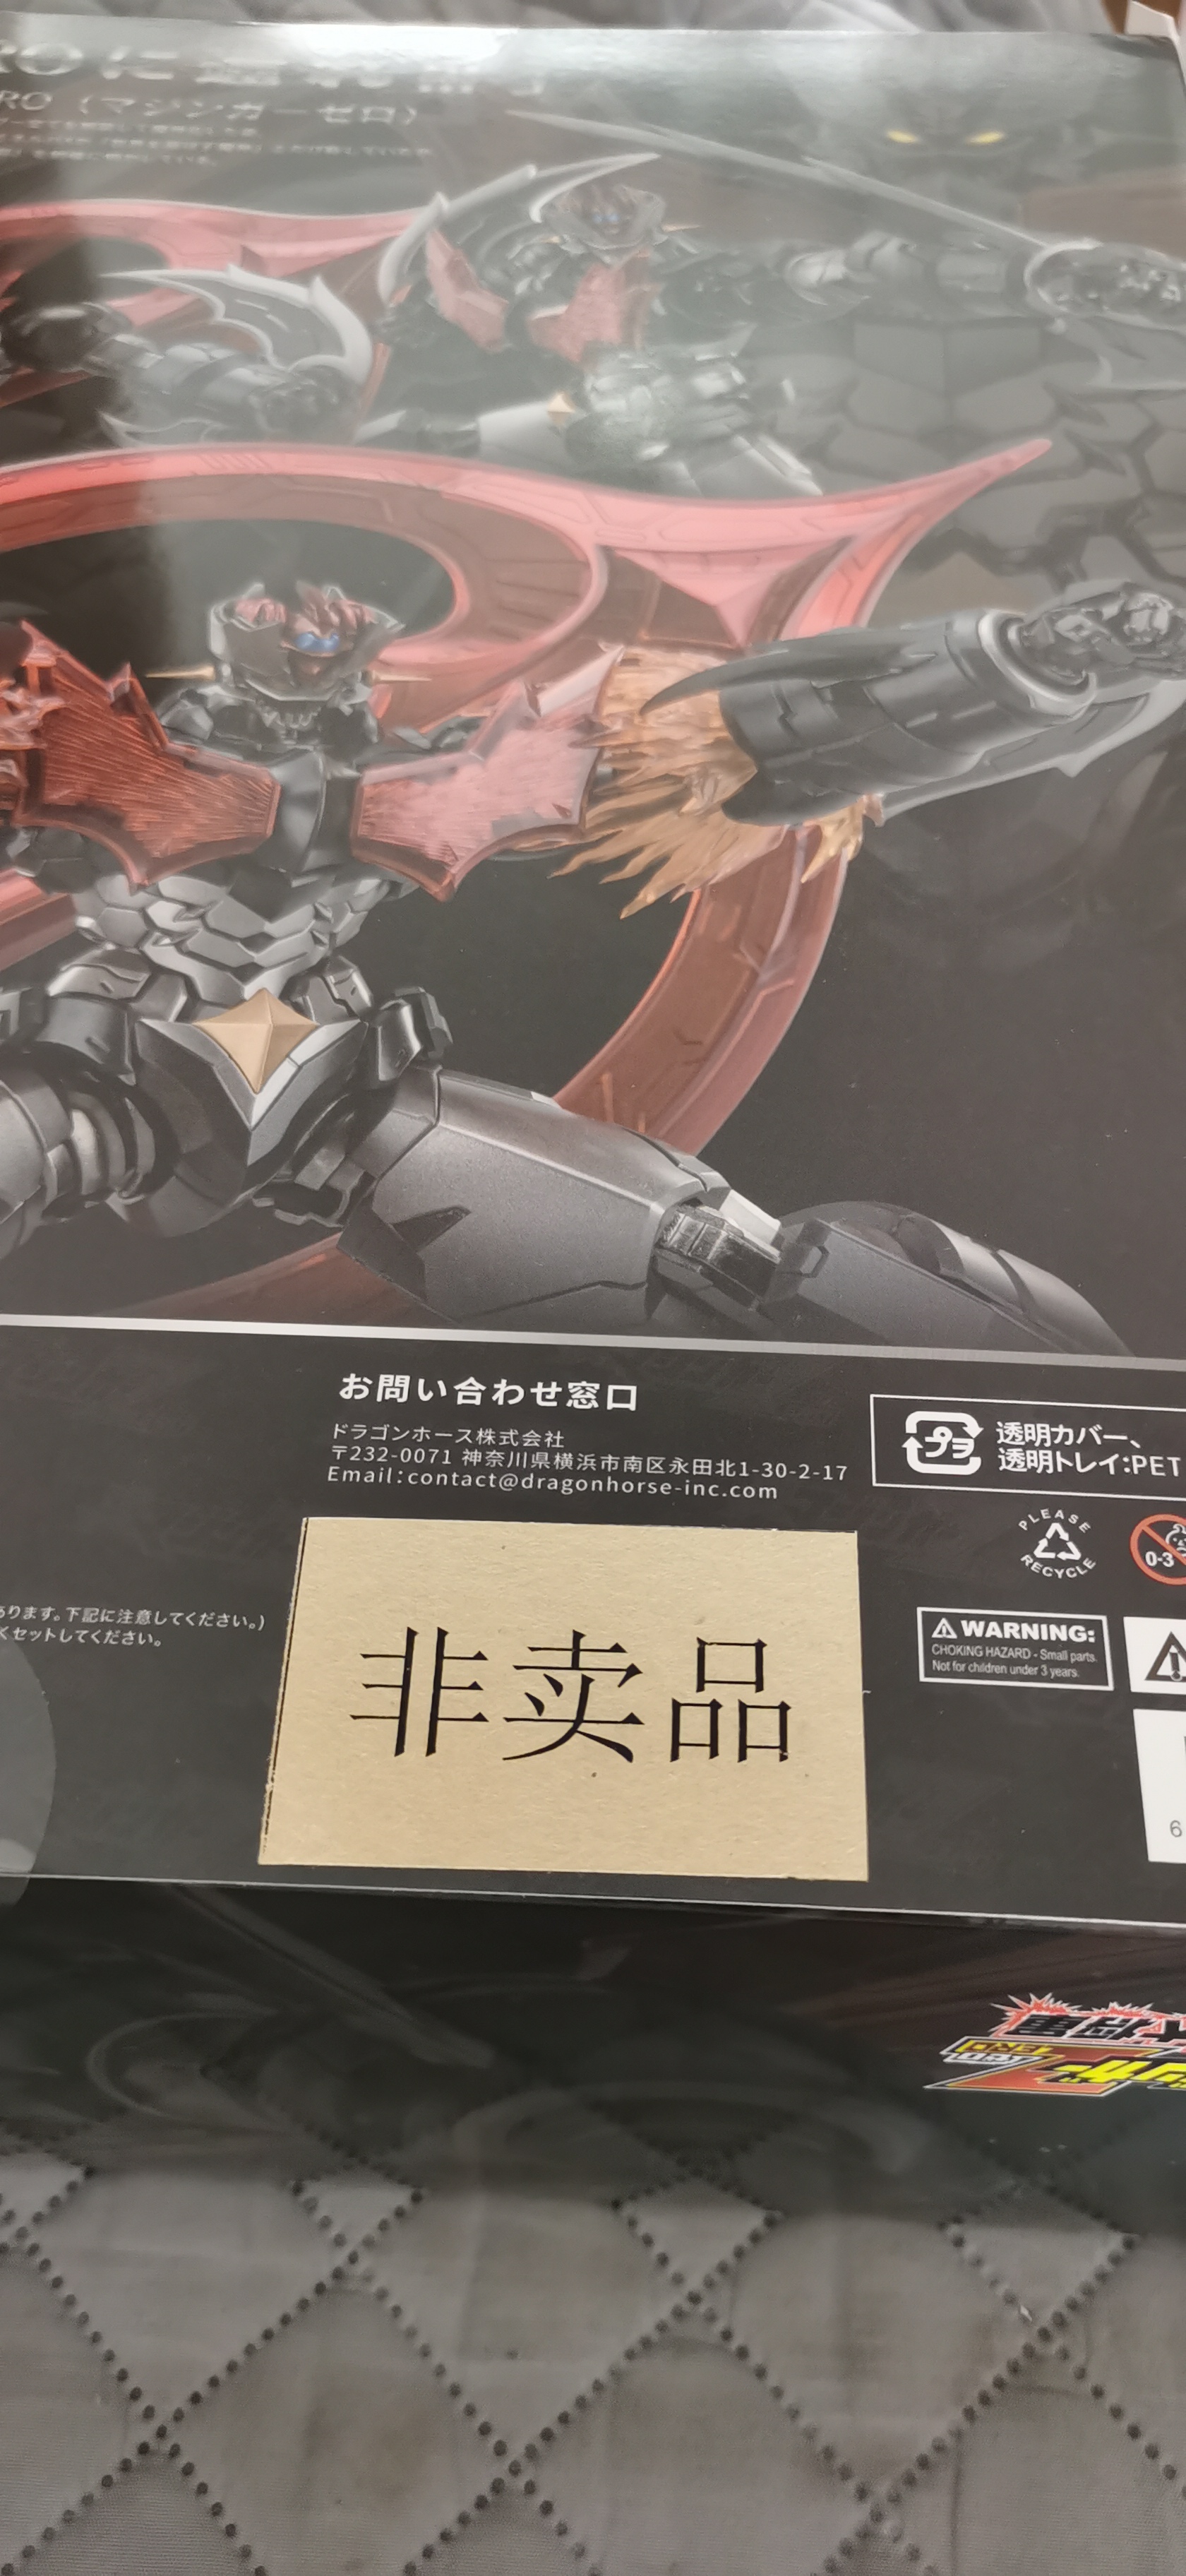 RO（マジンガーゼロ）
お問い合わせ窓口
ドラゴンホース株式会社
〒232-0071 神奈川県横浜市南区永田北1-30-2-17
Email:contact@dragonhorse-inc.com
プラ
透明カバー、
透明トレイ:PET
PLEASE
RECYCLE
0-3
あります。下記に注意してください。)
くセットしてください。
WARNING:
CHOKING HAZARD - Small parts.
Not for children under 3 years.
非卖品
6
ZERO